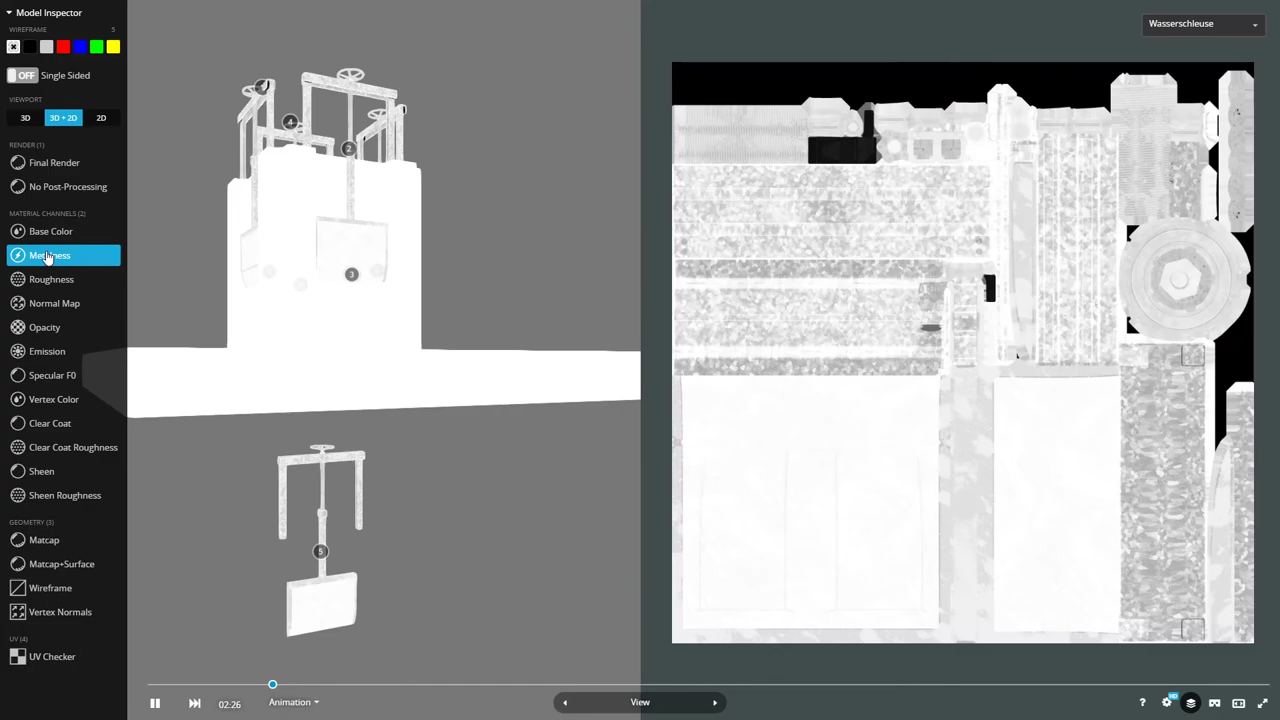 Model Inspector
WIREFRAME 5
OFF Single Sided
VIEWPORT
3D 3D + 2D 2D
RENDER (1)
Final Render
No Post-Processing
MATERIAL CHANNELS (2)
Base Color
Roughness
Normal Map
Opacity
Emission
Specular F0
Vertex Color
Clear Coat
Clear Coat Roughness
Sheen
Sheen Roughness
GEOMETRY (3)
Matcap
Matcap+Surface
Wireframe
Vertex Normals
UV (4)
UV Checker
4
2
3
5
Wasserschleuse
02:26
Animation
View
?
HD